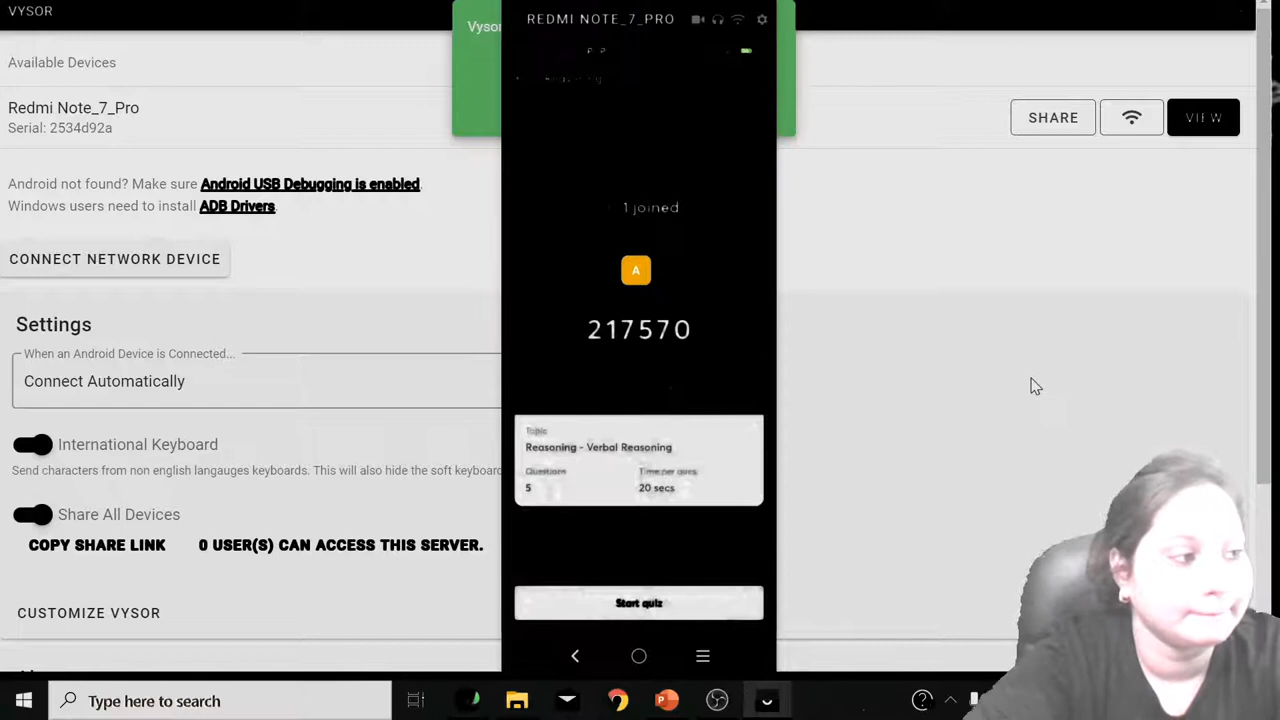 VYSOR
Available Devices
Redmi Note_7_Pro
Serial: 2534d92a
SHARE
VIEW
Android not found? Make sure Android USB Debugging is enabled.
Windows users need to install ADB Drivers.
CONNECT NETWORK DEVICE
Settings
When an Android Device is Connected...
Connect Automatically
International Keyboard
Send characters from non english langauges keyboards. This will also hide the soft keyboard
Share All Devices
COPY SHARE LINK
0 USER(S) CAN ACCESS THIS SERVER.
CUSTOMIZE VYSOR
Vysor
REDMI NOTE_7_PRO
1 joined
A
217570
Topic
Reasoning - Verbal Reasoning
Questions
Time per ques
5
20 secs
Start quiz
Type here to search